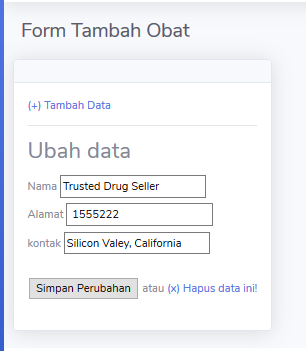 Form Tambah Obat
(+) Tambah Data
Ubah data
Nama Trusted Drug Seller
Alamat 1555222
kontak Silicon Valey, California
Simpan Perubahan atau (x) Hapus data ini!